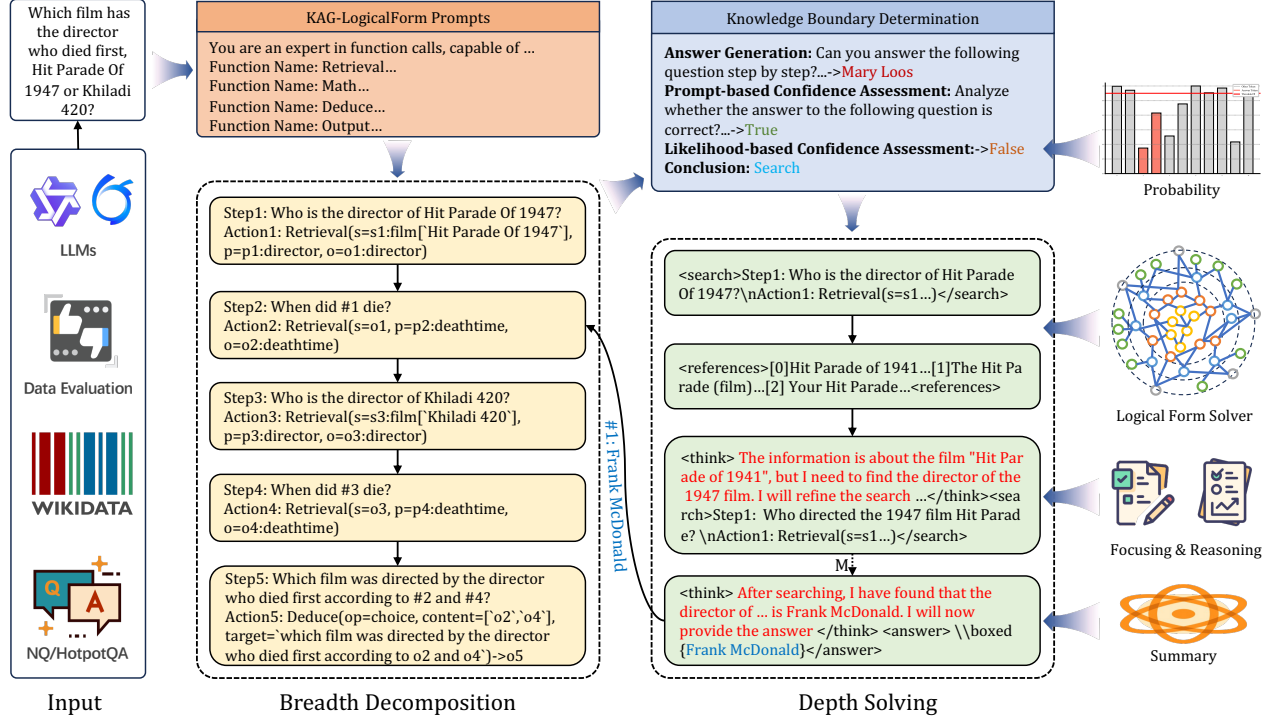 Which film has
the director
who died first,
Hit Parade Of
1947 or Khiladi
420?
LLMs
Data Evaluation
WIKIDATA
Q
A
NQ/HotpotQA
Input
KAG-LogicalForm Prompts
You are an expert in function calls, capable of …
Function Name: Retrieval…
Function Name: Math…
Function Name: Deduce…
Function Name: Output…
Step1: Who is the director of Hit Parade Of 1947?
Action1: Retrieval(s=s1:film[`Hit Parade Of 1947`],
p=p1:director, o=o1:director)
Step2: When did #1 die?
Action2: Retrieval(s=o1, p=p2:deathtime,
o=o2:deathtime)
Step3: Who is the director of Khiladi 420?
Action3: Retrieval(s=s3:film[`Khiladi 420`],
p=p3:director, o=o3:director)
Step4: When did #3 die?
Action4: Retrieval(s=o3, p=p4:deathtime,
o=o4:deathtime)
Step5: Which film was directed by the director
who died first according to #2 and #4?
Action5: Deduce(op=choice, content=[`o2`,`o4`],
target=`which film was directed by the director
who died first according to o2 and o4`)->o5
Breadth Decomposition
#1: Frank McDonald
Knowledge Boundary Determination
Answer Generation: Can you answer the following
question step by step?...->Mary Loos
Prompt-based Confidence Assessment: Analyze
whether the answer to the following question is
correct?...->True
Likelihood-based Confidence Assessment:->False
Conclusion: Search
<search>Step1: Who is the director of Hit Parade
Of 1947?\nAction1: Retrieval(s=s1…)</search>
<references>[0]Hit Parade of 1941…[1]The Hit Pa
rade (film)…[2] Your Hit Parade…<references>
<think> The information is about the film "Hit Par
ade of 1941", but I need to find the director of the
1947 film. I will refine the search …</think><sea
rch>Step1: Who directed the 1947 film Hit Parad
e? \nAction1: Retrieval(s=s1…)</search>
M
<think> After searching, I have found that the
director of … is Frank McDonald. I will now
provide the answer </think> <answer> \\boxed
{Frank McDonald}</answer>
Depth Solving
Probability
Logical Form Solver
Focusing & Reasoning
Summary